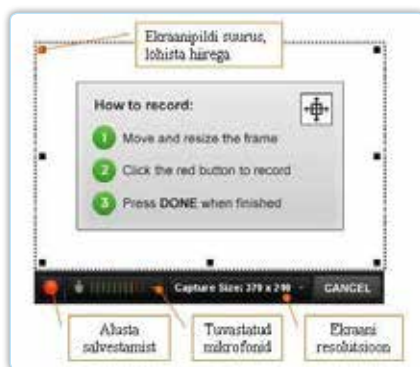 Ekraanipildi suurus,
lohista hiirega
How to record:
1 Move and resize the frame
2 Click the red button to record
3 Press DONE when finished
Capture Size: 379 x 290 CANCEL
Alusta
salvestamist
Tuvastatud
mikrofonid
Ekraani
resolutsioon